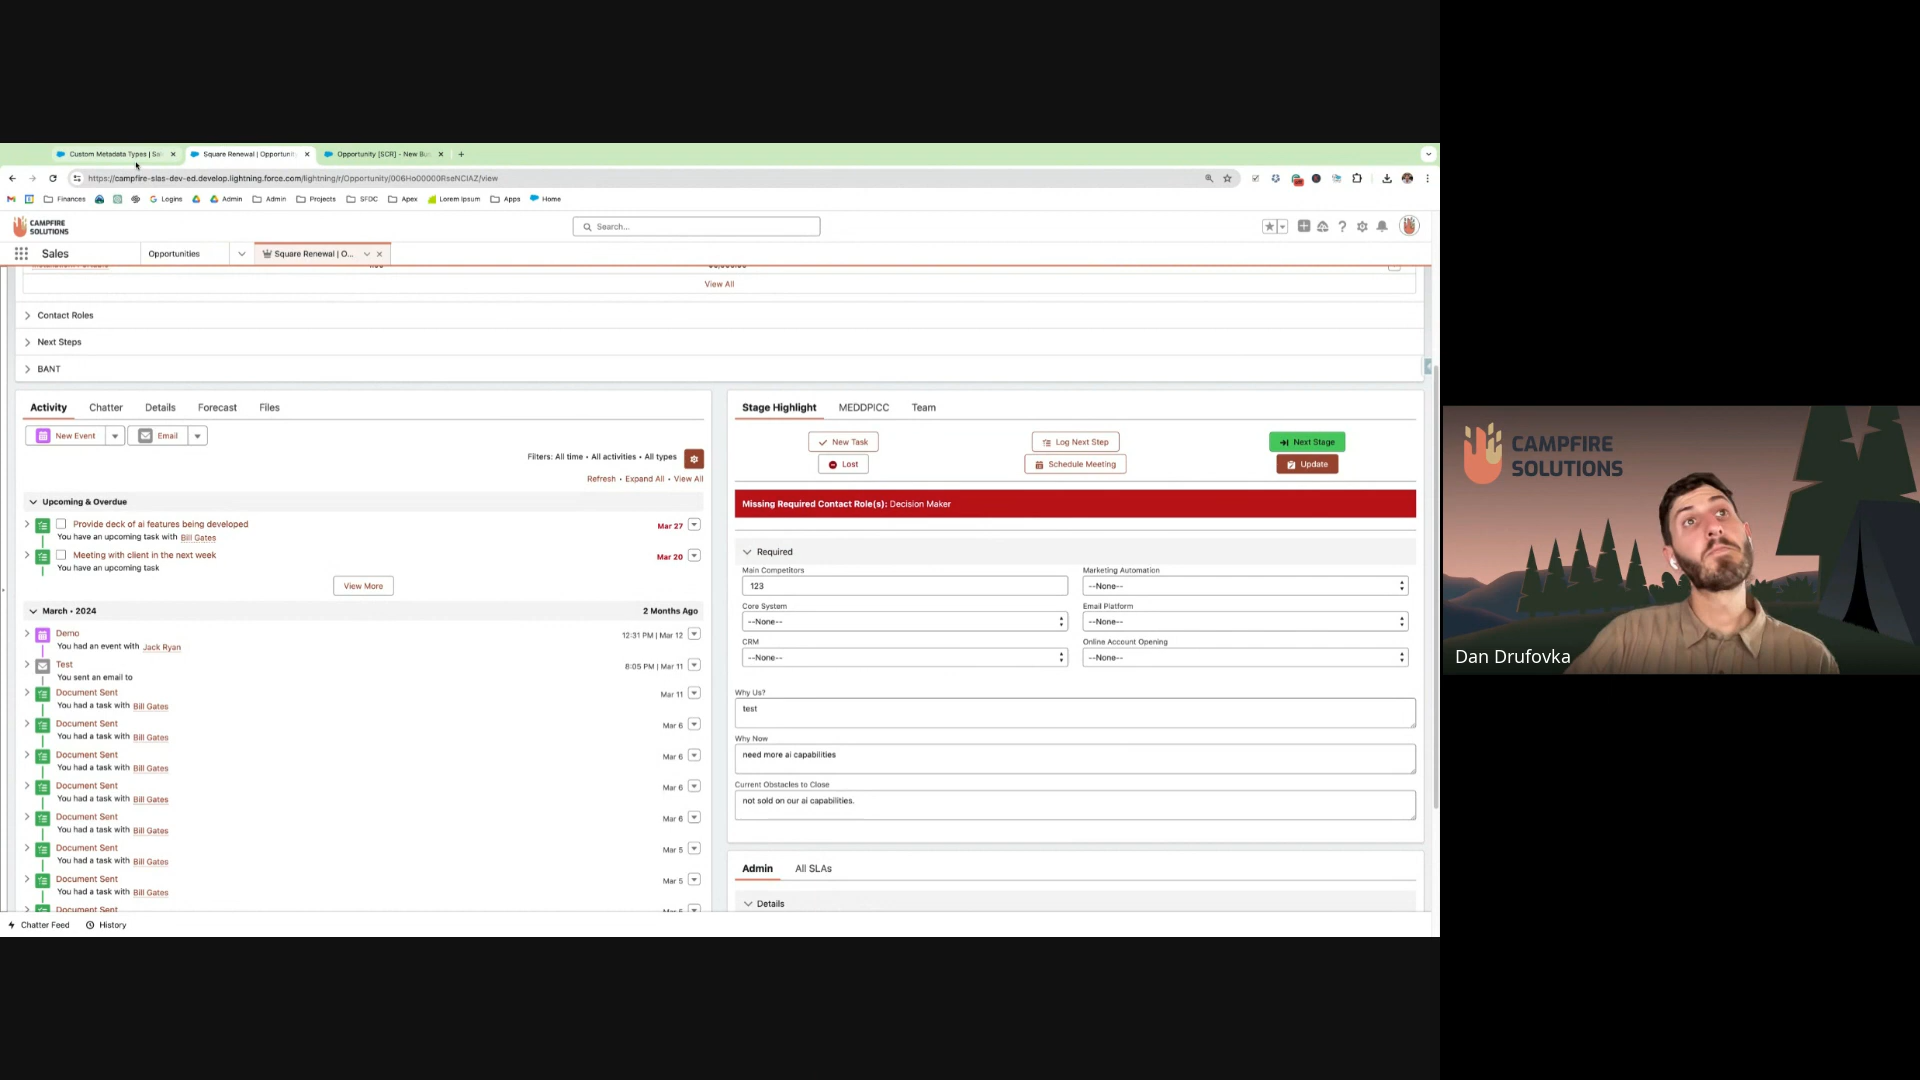 Custom Metadata Types | Sa
Square Renewal | Opportuni
Opportunity [SCR] - New Bu
https://campfire-slas-dev-ed.develop.lightning.force.com/lightning/r/Opportunity/006Ho00000RseNCIAZ/view
Finances
Logins
Admin
Admin
Projects
SFDC
Apex
Lorem Ipsum
Apps
Home
CAMPFIRE
SOLUTIONS
Search...
Sales
Opportunities
Square Renewal | O...
View All
Contact Roles
Next Steps
BANT
Activity
Chatter
Details
Forecast
Files
New Event
Email
Filters: All time • All activities • All types
Refresh • Expand All • View All
Upcoming & Overdue
Provide deck of ai features being developed
Mar 27
You have an upcoming task with Bill Gates
Meeting with client in the next week
Mar 20
You have an upcoming task
View More
March • 2024
2 Months Ago
Demo
12:31 PM | Mar 12
You had an event with Jack Ryan
Test
8:05 PM | Mar 11
You sent an email to
Document Sent
Mar 11
You had a task with Bill Gates
Document Sent
Mar 6
You had a task with Bill Gates
Document Sent
Mar 6
You had a task with Bill Gates
Document Sent
Mar 6
You had a task with Bill Gates
Document Sent
Mar 6
You had a task with Bill Gates
Document Sent
Mar 5
You had a task with Bill Gates
Document Sent
Mar 5
You had a task with Bill Gates
Document Sent
Stage Highlight
MEDDPICC
Team
New Task
Log Next Step
Next Stage
Lost
Schedule Meeting
Update
Missing Required Contact Role(s): Decision Maker
Required
Main Competitors
Marketing Automation
123
--None--
Core System
Email Platform
--None--
--None--
CRM
Online Account Opening
--None--
--None--
Why Us?
test
Why Now
need more ai capabilities
Current Obstacles to Close
not sold on our ai capabilities.
Admin
All SLAs
Details
Chatter Feed
History
CAMPFIRE
SOLUTIONS
Dan Drufovka